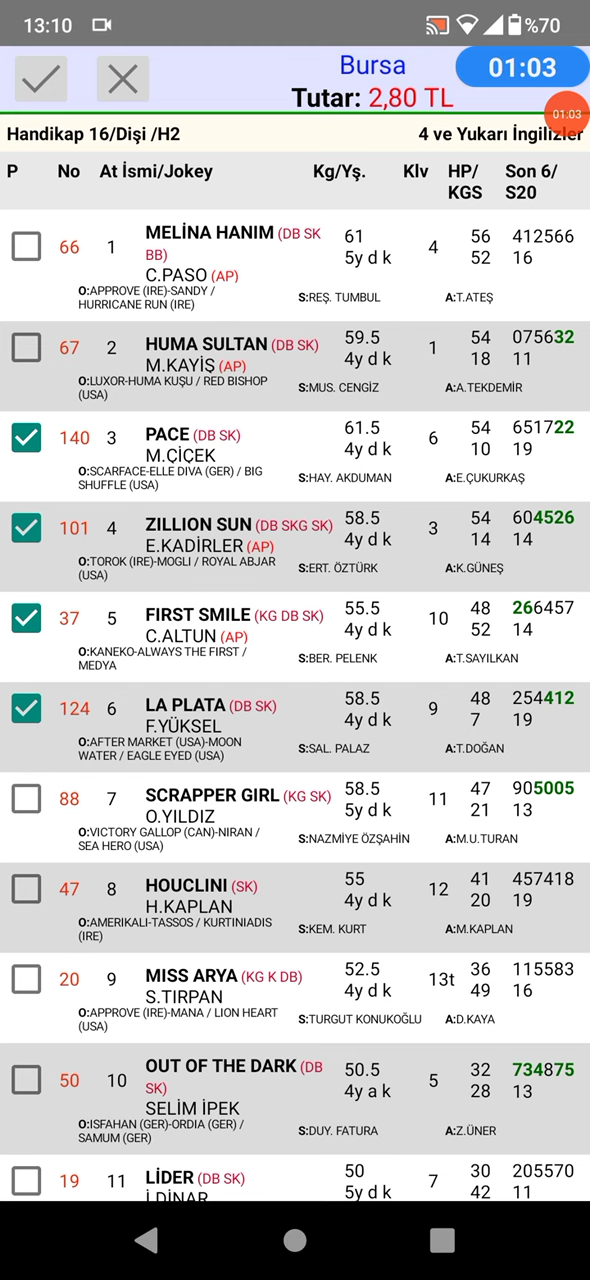 13:10 %70
Bursa 01:03
Tutar: 2,80 TL 01:03
Handikap 16/Dişi /H2 4 ve Yukarı İngilizler
P No At İsmi/Jokey Kg/Yş. Klv HP/ KGS Son 6/ S20
66 1 MELİNA HANIM (DB SK BB) 61 4 56 412566
C.PASO (AP) 5y d k 52 16
O:APPROVE (IRE)-SANDY / S:REŞ. TUMBUL A:T.ATEŞ
HURRICANE RUN (IRE)
67 2 HUMA SULTAN (DB SK) 59.5 1 54 075632
M.KAYİŞ (AP) 4y d k 18 11
O:LUXOR-HUMA KUŞU / RED BISHOP S:MUS. CENGİZ A:A.TEKDEMİR
(USA)
140 3 PACE (DB SK) 61.5 6 54 651722
M.ÇİÇEK 4y d k 10 19
O:SCARFACE-ELLE DIVA (GER) / BIG S:HAY. AKDUMAN A:E.ÇUKURKAŞ
SHUFFLE (USA)
101 4 ZILLION SUN (DB SKG SK) 58.5 3 54 604526
E.KADİRLER (AP) 4y d k 14 14
O:TOROK (IRE)-MOGLI / ROYAL ABJAR S:ERT. ÖZTÜRK A:K.GÜNEŞ
(USA)
37 5 FIRST SMILE (KG DB SK) 55.5 10 48 266457
C.ALTUN (AP) 4y d k 52 14
O:KANEKO-ALWAYS THE FIRST / S:BER. PELENK A:T.SAYILKAN
MEDYA
124 6 LA PLATA (DB SK) 58.5 9 48 254412
F.YÜKSEL 4y d k 7 19
O:AFTER MARKET (USA)-MOON S:SAL. PALAZ A:T.DOĞAN
WATER / EAGLE EYED (USA)
88 7 SCRAPPER GIRL (KG SK) 58.5 11 47 905005
O.YILDIZ 5y d k 21 13
O:VICTORY GALLOP (CAN)-NIRAN / S:NAZMİYE ÖZŞAHİN A:M.U.TURAN
SEA HERO (USA)
47 8 HOUCLINI (SK) 55 12 41 457418
H.KAPLAN 4y d k 20 19
O:AMERIKALI-TASSOS / KURTINIADIS S:KEM. KURT A:M.KAPLAN
(IRE)
20 9 MISS ARYA (KG K DB) 52.5 13t 36 115583
S.TIRPAN 4y d k 49 16
O:APPROVE (IRE)-MANA / LION HEART S:TURGUT KONUKOĞLU A:D.KAYA
(USA)
50 10 OUT OF THE DARK (DB SK) 50.5 5 32 734875
SELİM İPEK 4y a k 28 13
O:ISFAHAN (GER)-ORDIA (GER) / S:DUY. FATURA A:Z.ÜNER
SAMUM (GER)
19 11 LİDER (DB SK) 50 7 30 205570
İ.DİNAR 5y d k 42 11